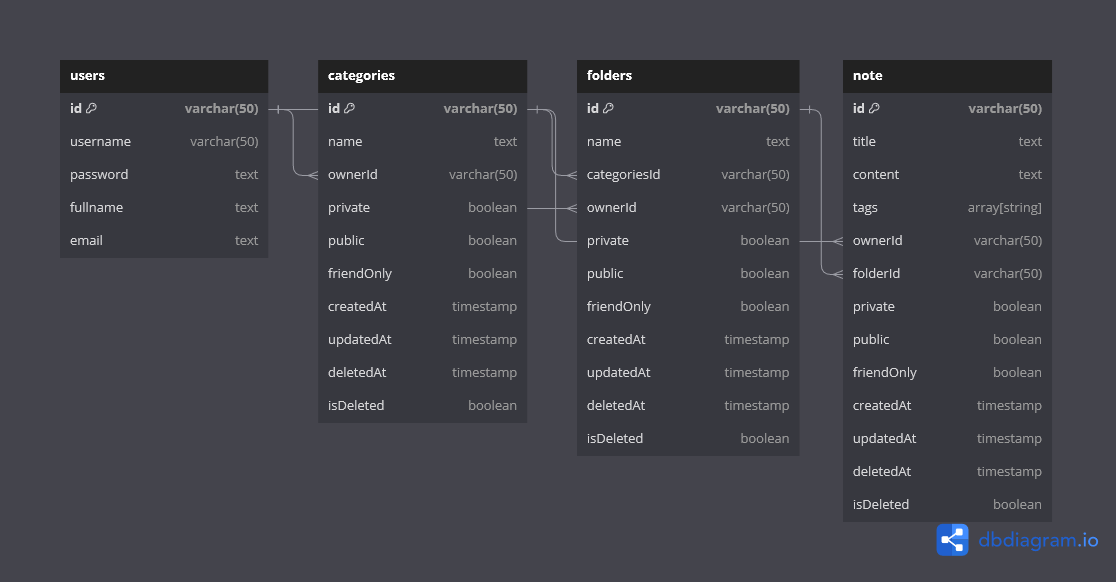 users
id varchar(50)
username varchar(50)
password text
fullname text
email text
categories
id varchar(50)
name text
ownerId varchar(50)
private boolean
public boolean
friendOnly boolean
createdAt timestamp
updatedAt timestamp
deletedAt timestamp
isDeleted boolean
folders
id varchar(50)
name text
categoriesId varchar(50)
ownerId varchar(50)
private boolean
public boolean
friendOnly boolean
createdAt timestamp
updatedAt timestamp
deletedAt timestamp
isDeleted boolean
note
id varchar(50)
title text
content text
tags array[string]
ownerId varchar(50)
folderId varchar(50)
private boolean
public boolean
friendOnly boolean
createdAt timestamp
updatedAt timestamp
deletedAt timestamp
isDeleted boolean
dbdiagram.io